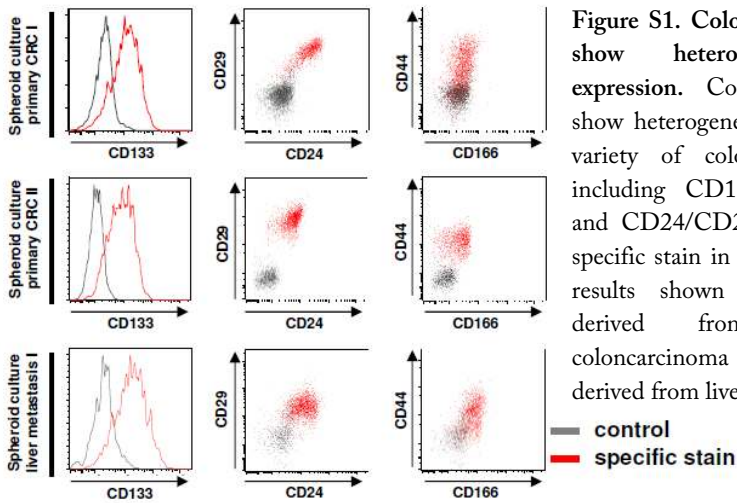 Spheroid culture
primary CRC I
CD133
CD29
CD24
CD44
CD166
Spheroid culture
primary CRC II
CD133
CD29
CD24
CD44
CD166
Spheroid culture
liver metastasis I
CD133
CD29
CD24
CD44
CD166
Figure S1. Colo
show hetero
expression. Co
show heterogene
variety of colo
including CD1
and CD24/CD2
specific stain in
results shown
derived from
coloncarcinoma
derived from live
control
specific stain